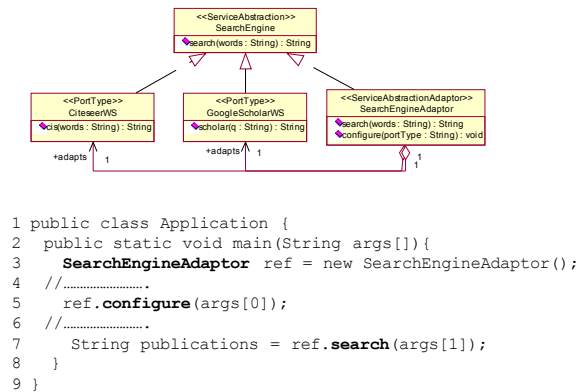 <<ServiceAbstraction>>
SearchEngine
search(words : String) : String
<<PortType>>
CiteseerWS
cis(words : String) : String
<<PortType>>
GoogleScholarWS
scholar(q : String) : String
<<ServiceAbstractionAdaptor>>
SearchEngineAdaptor
search(words : String) : String
configure(portType : String) : void
+adapts 1
+adapts 1
1
1
1 public class Application {
2 public static void main(String args[]){
3 SearchEngineAdaptor ref = new SearchEngineAdaptor();
4 //…………………….
5 ref.configure(args[0]);
6 //…………………….
7 String publications = ref.search(args[1]);
8 }
9 }